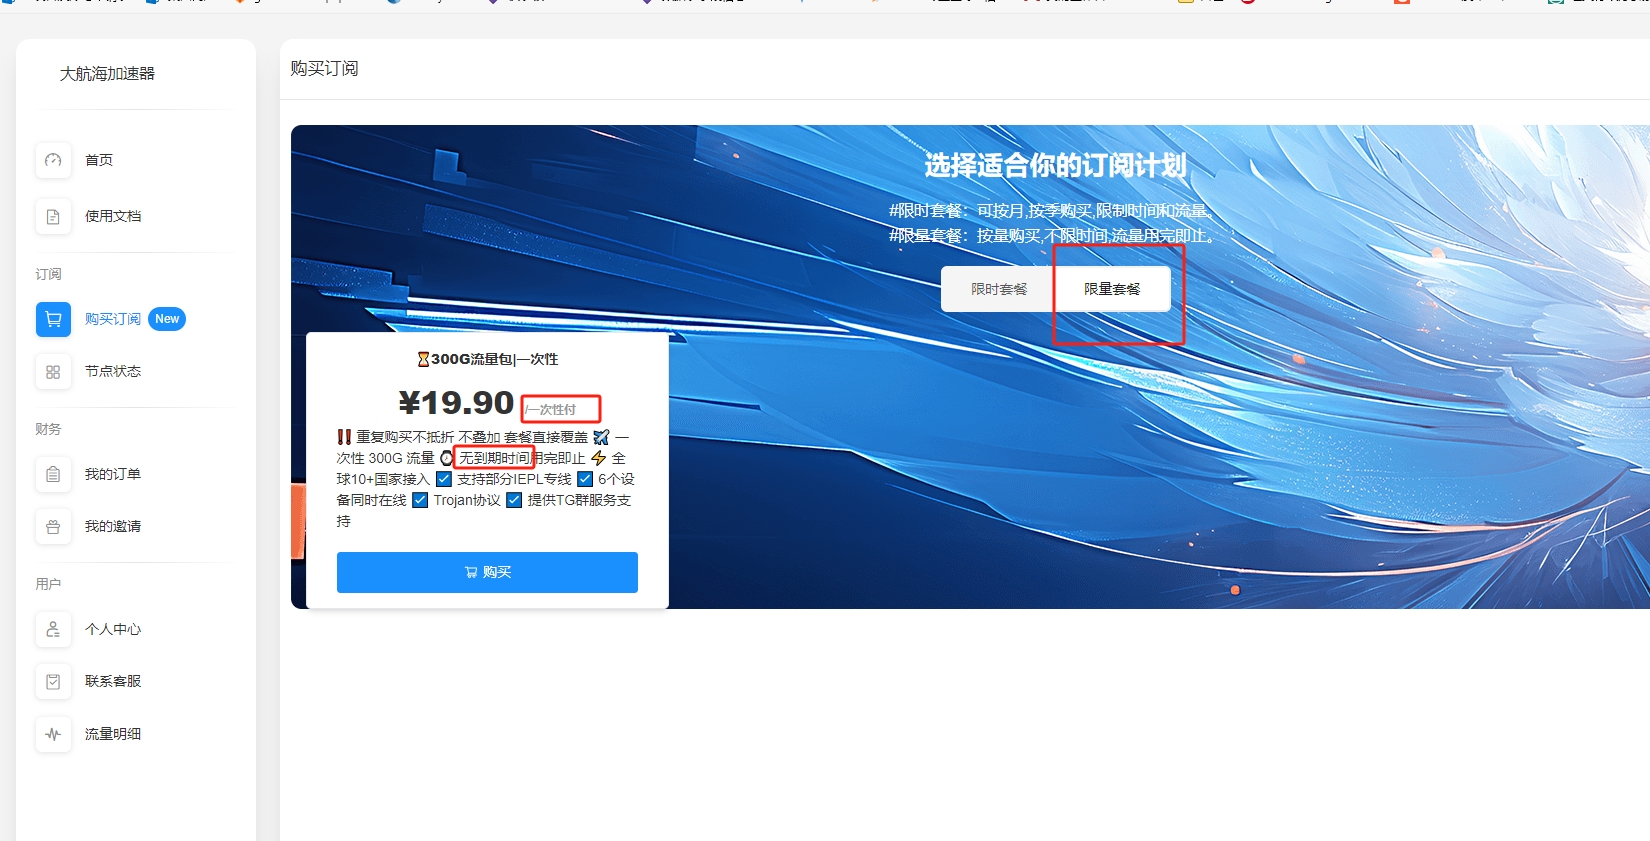 大航海加速器
首页
使用文档
订阅
购买订阅 New
节点状态
财务
我的订单
我的邀请
用户
个人中心
联系客服
流量明细
购买订阅
选择适合你的订阅计划
#限时套餐：可按月,按季购买,限制时间和流量。
#限量套餐：按量购买,不限时间,流量用完即止。
限时套餐 限量套餐
⏳300G流量包|一次性
¥19.90 /一次性付
‼️ 重复购买不抵折 不叠加 套餐直接覆盖 ✈️ 一
次性 300G 流量 ⌚ 无到期时间用完即止 ⚡ 全
球10+国家接入 ☑️ 支持部分IEPL专线 ☑️ 6个设
备同时在线 ☑️ Trojan协议 ☑️ 提供TG群服务支
持
购买